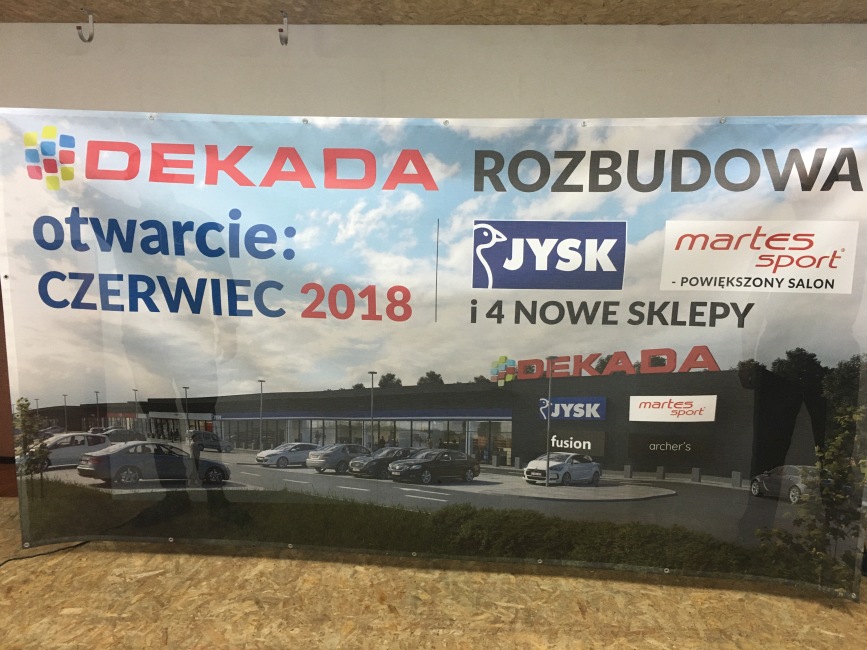 DEKADA ROZBUDOWA
otwarcie:
CZERWIEC 2018
JYSK
martes
sport
- POWIĘKSZONY SALON
i 4 NOWE SKLEPY
DEKADA
JYSK
martes
sport
fusion
archer's